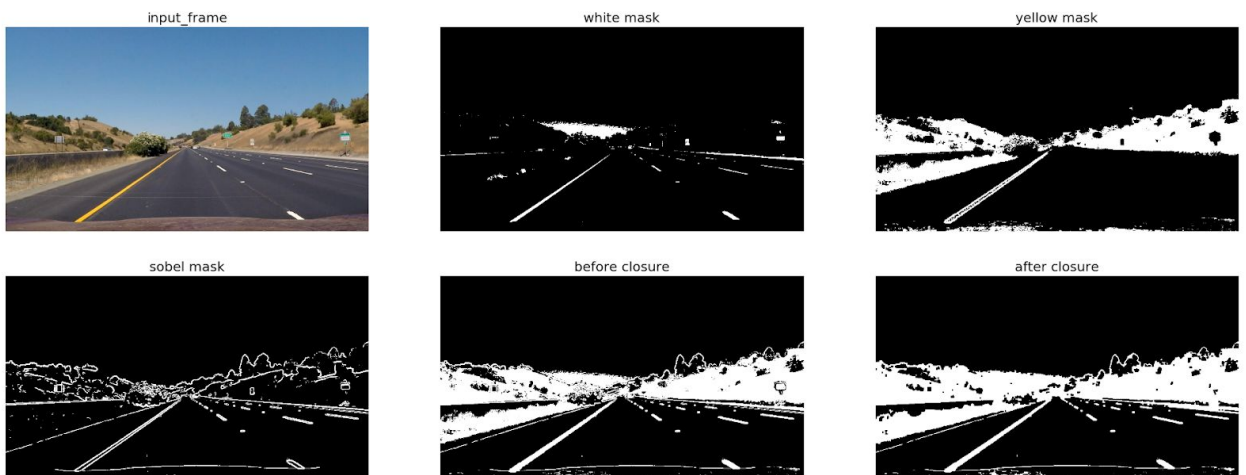 input_frame
white mask
yellow mask
sobel mask
before closure
after closure